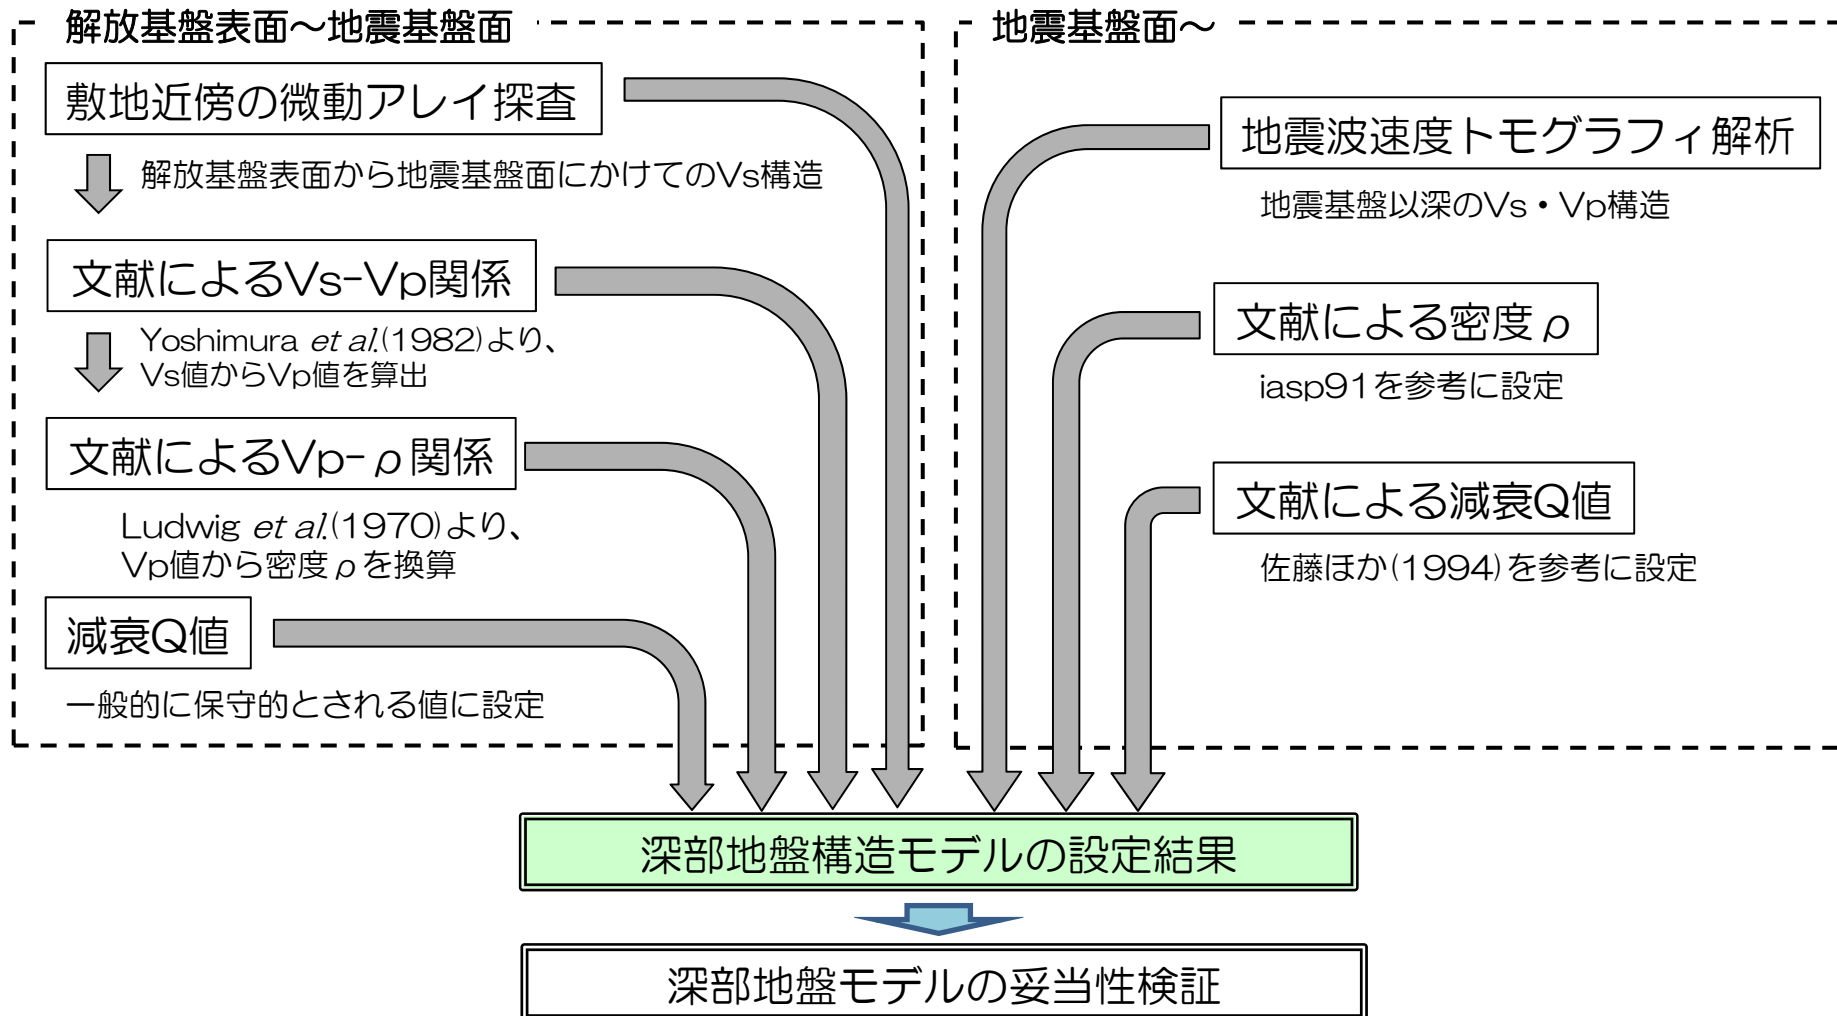 解放基盤表面～地震基盤面
敷地近傍の微動アレイ探査
解放基盤表面から地震基盤面にかけてのVs構造
文献によるVs-Vp関係
Yoshimura et al.(1982)より、
Vs値からVp値を算出
文献によるVp-ρ関係
Ludwig et al.(1970)より、
Vp値から密度ρを換算
減衰Q値
一般的に保守的とされる値に設定
地震基盤面～
地震波速度トモグラフィ解析
地震基盤以深のVs・Vp構造
文献による密度ρ
iasp91を参考に設定
文献による減衰Q値
佐藤ほか(1994)を参考に設定
深部地盤構造モデルの設定結果
深部地盤モデルの妥当性検証